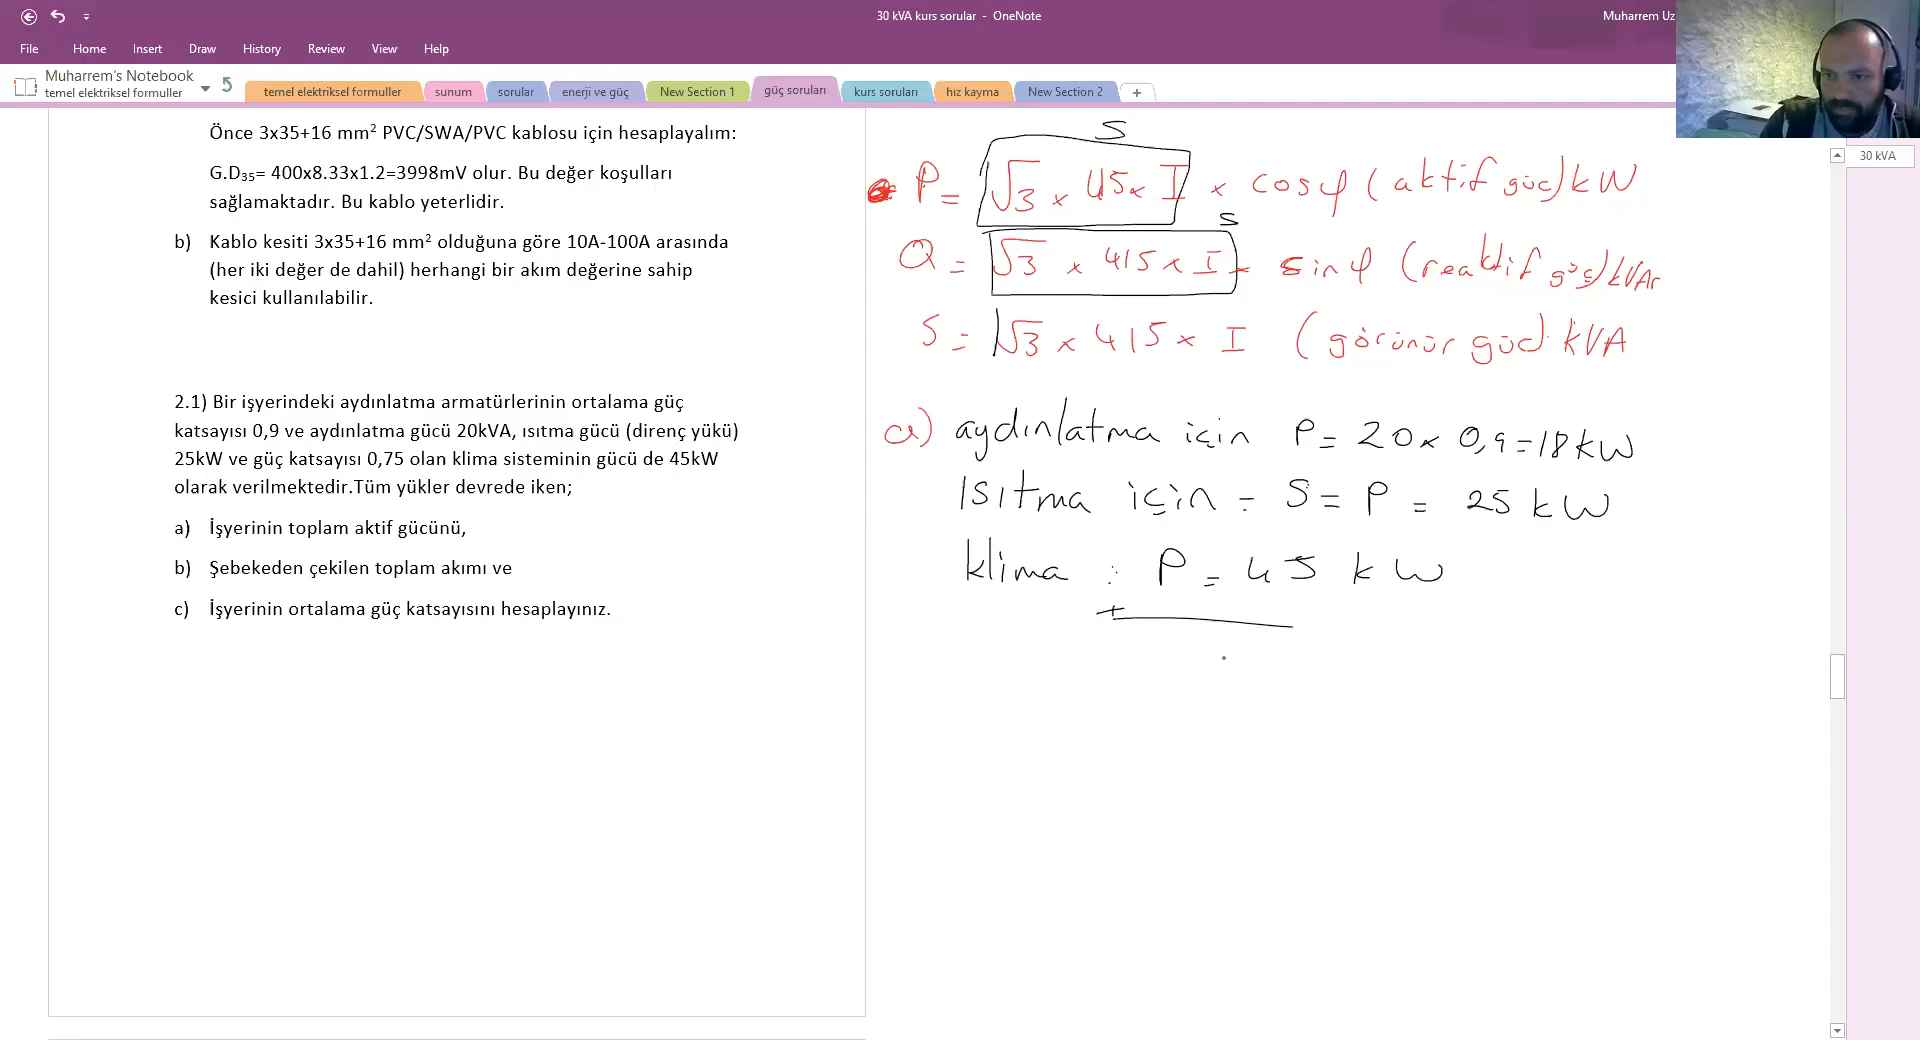 30 kVA kurs sorular - OneNote
Muharrem Uz
File Home Insert Draw History Review View Help
Muharrem's Notebook
temel elektriksel formuller
temel elektriksel formuller sunum sorular enerji ve güç New Section 1 güç soruları kurs soruları hız kayma New Section 2 +
30 kVA
Önce 3x35+16 mm² PVC/SWA/PVC kablosu için hesaplayalım:
G.D₃₅= 400x8.33x1.2=3998mV olur. Bu değer koşulları
sağlamaktadır. Bu kablo yeterlidir.
b) Kablo kesiti 3x35+16 mm² olduğuna göre 10A-100A arasında
(her iki değer de dahil) herhangi bir akım değerine sahip
kesici kullanılabilir.
2.1) Bir işyerindeki aydınlatma armatürlerinin ortalama güç
katsayısı 0,9 ve aydınlatma gücü 20kVA, ısıtma gücü (direnç yükü)
25kW ve güç katsayısı 0,75 olan klima sisteminin gücü de 45kW
olarak verilmektedir.Tüm yükler devrede iken;
a) İşyerinin toplam aktif gücünü,
b) Şebekeden çekilen toplam akımı ve
c) İşyerinin ortalama güç katsayısını hesaplayınız.
S
P = √3 x 415 x I x cosφ (aktif güç) kW
S
Q = √3 x 415 x I x sinφ (reaktif güç) kVAr
S = √3 x 415 x I (görünür güç) kVA
a) aydınlatma için P = 20 x 0,9 = 18 kW
Isıtma için = S = P = 25 kW
klima : P = 45 kW
+